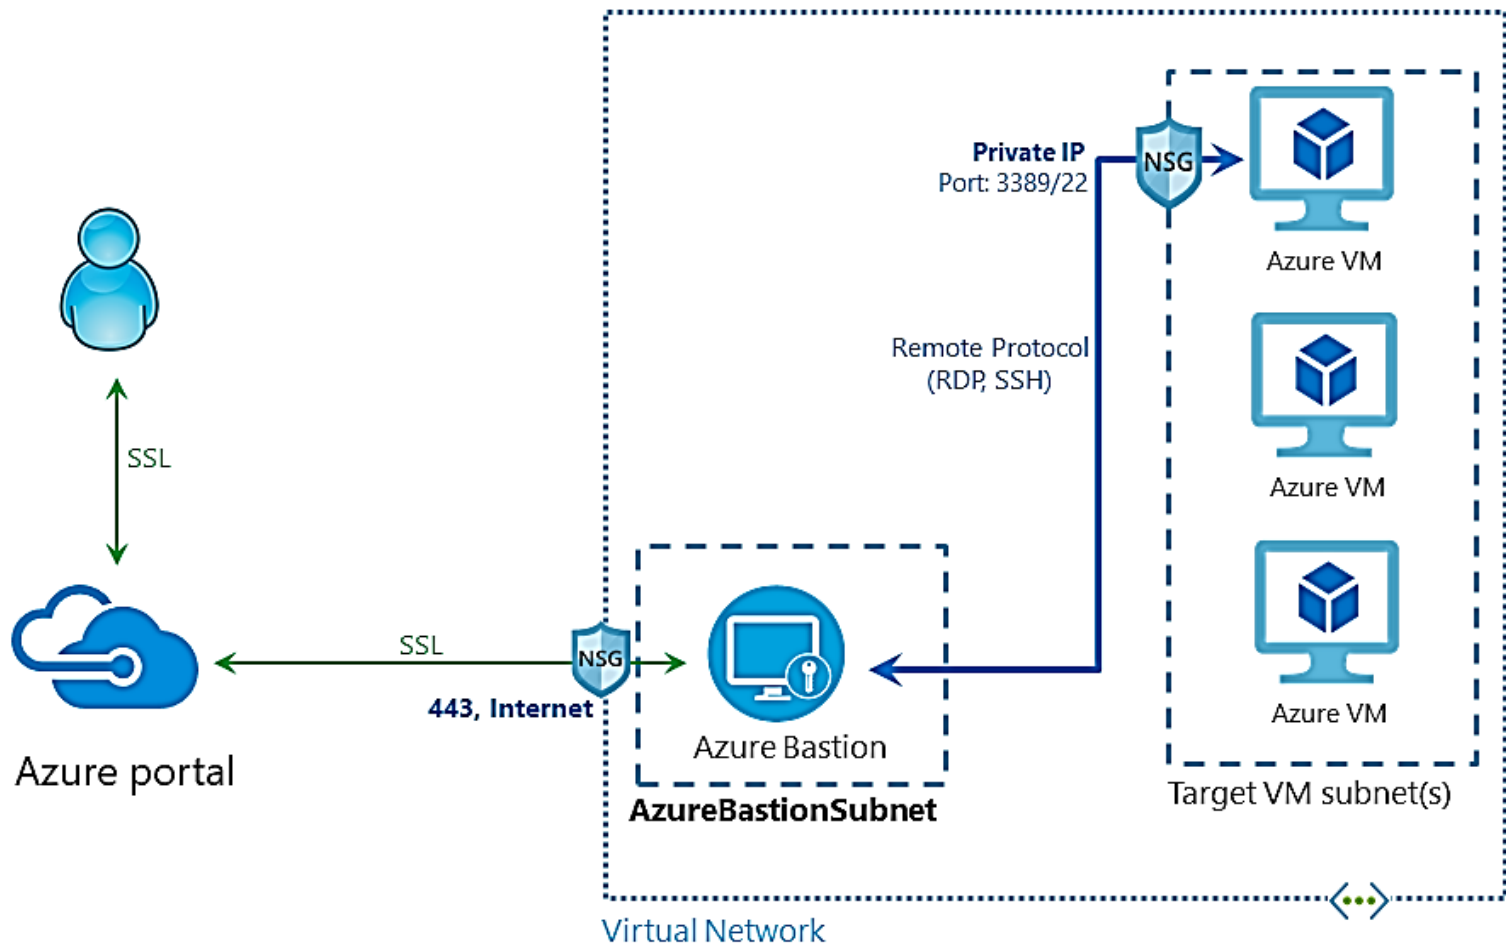 Private IP
Port: 3389/22
NSG
Azure VM
Remote Protocol
(RDP, SSH)
Azure VM
SSL
SSL
NSG
443, Internet
Azure Bastion
Azure VM
Azure portal
AzureBastionSubnet
Target VM subnet(s)
Virtual Network